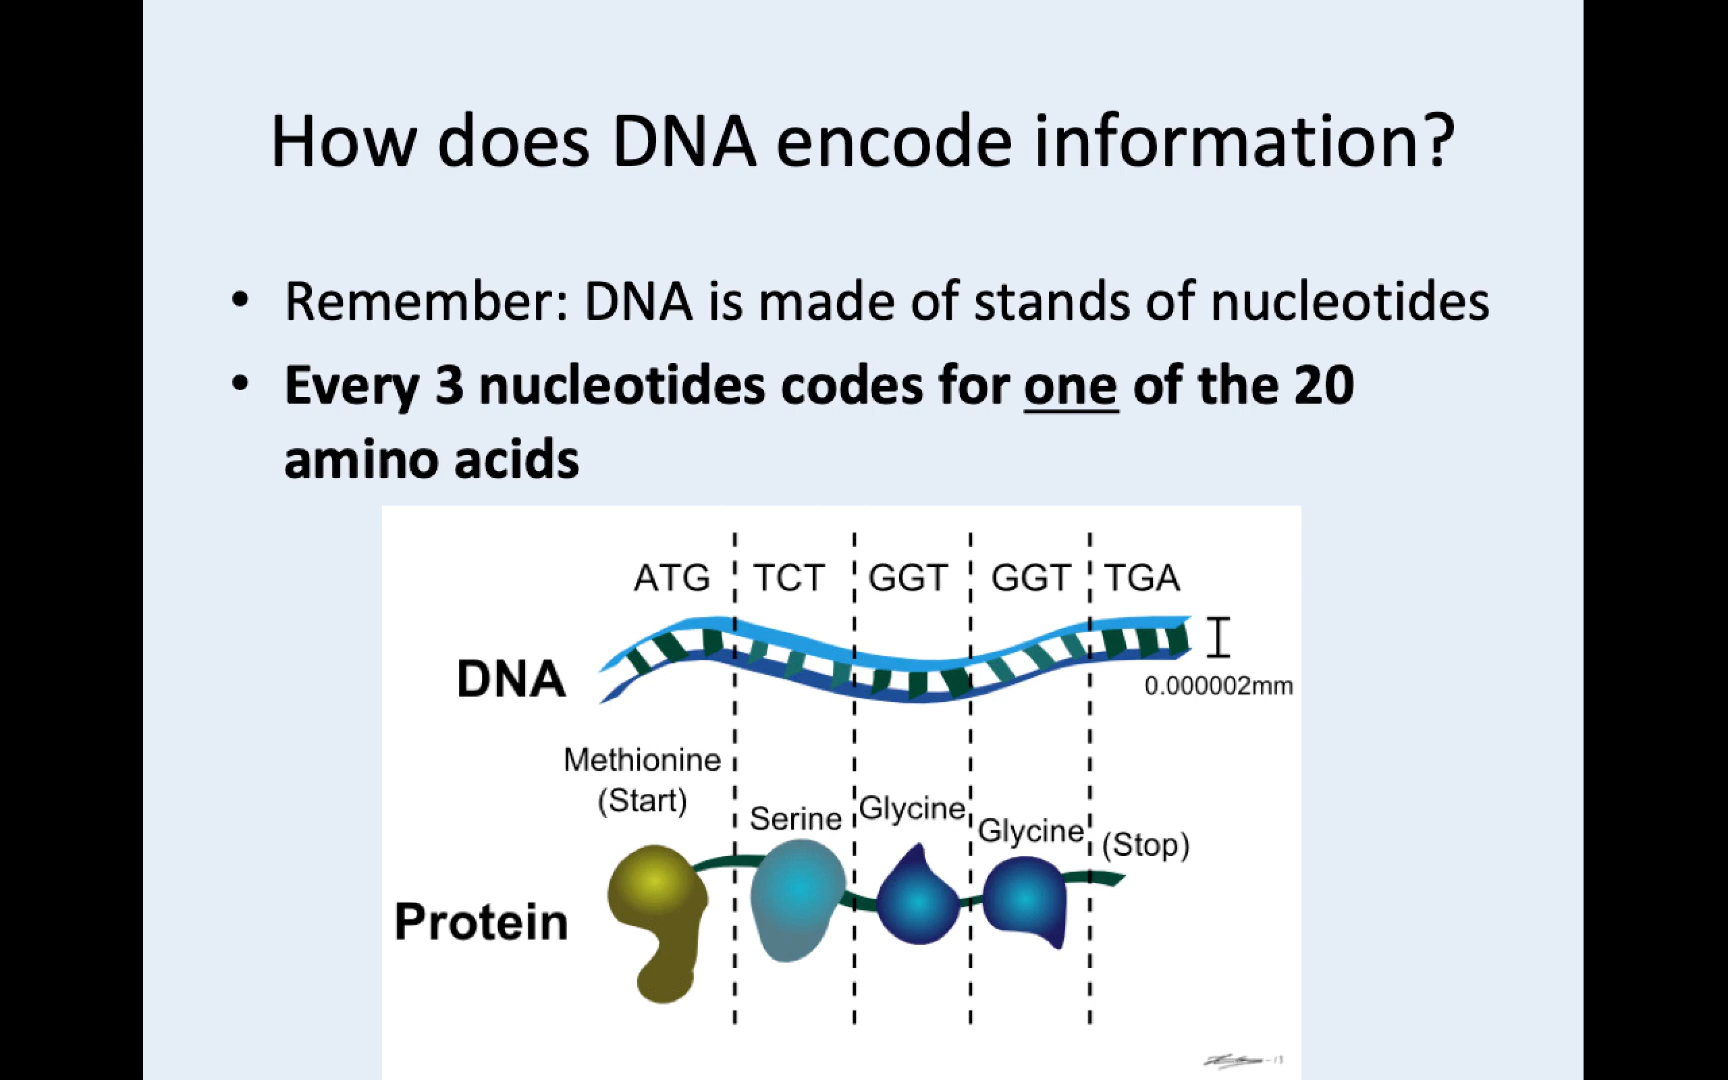 How does DNA encode information?
• Remember: DNA is made of stands of nucleotides
• Every 3 nucleotides codes for one of the 20
amino acids
ATG TCT GGT GGT TGA
DNA
0.000002mm
Methionine
(Start)
Serine
Glycine
Glycine
(Stop)
Protein